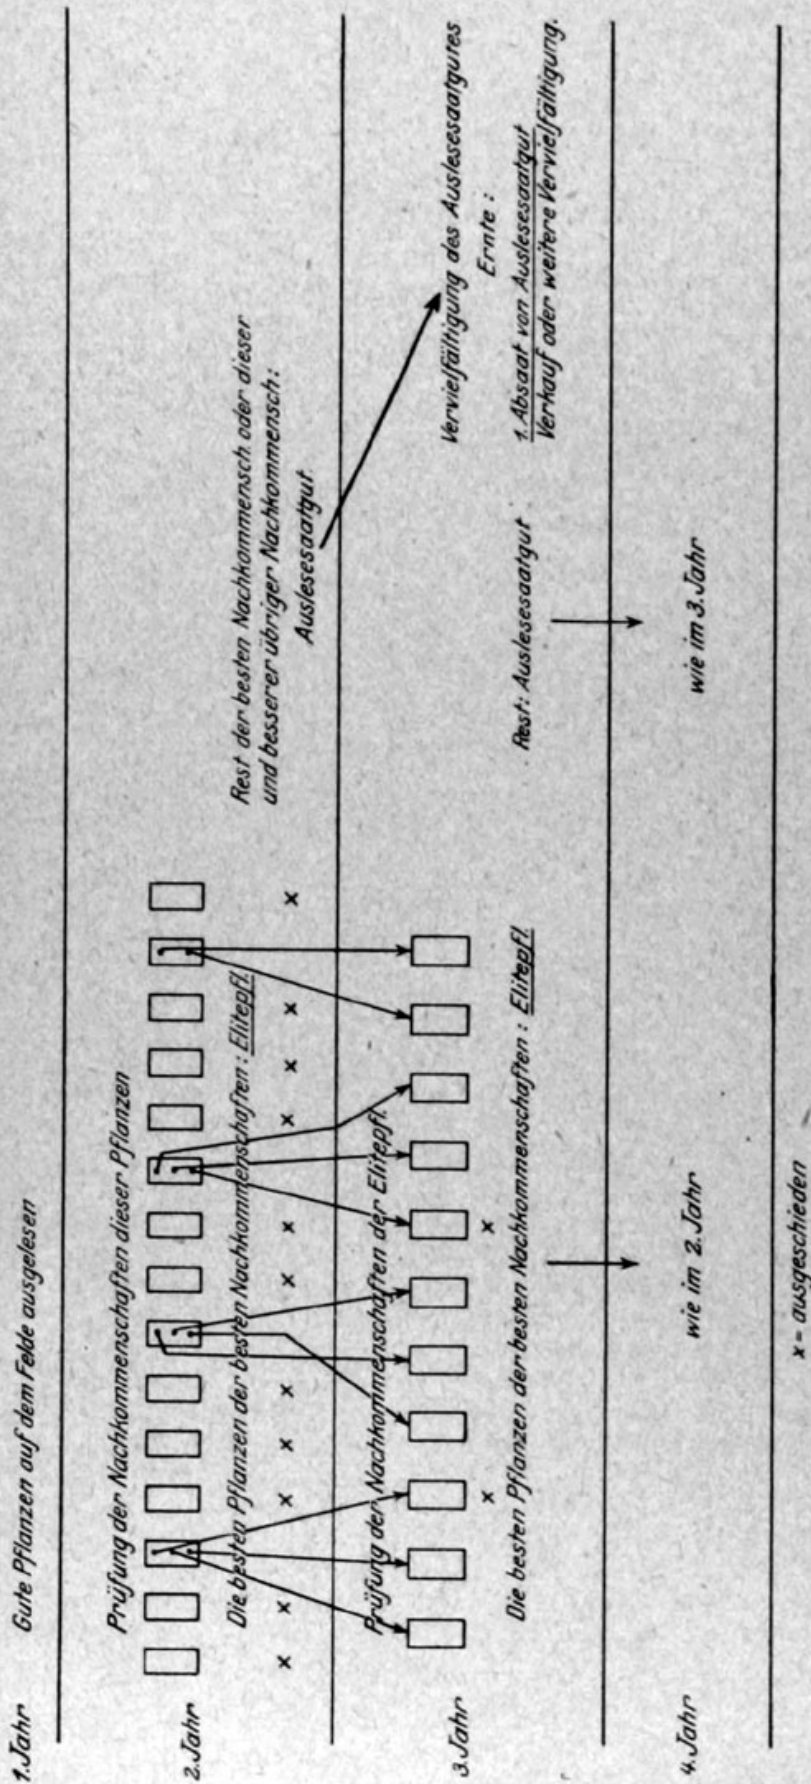 1. Jahr
Gute Pflanzen auf dem Felde ausgelesen
2. Jahr
Prüfung der Nachkommenschaften dieser Pflanzen
Die besten Pflanzen der besten Nachkommenschaften: Elitepfl.
x x x x x x x x x x x
Rest der besten Nachkommensch. oder dieser
und besserer übriger Nachkommensch:
Auslesesaatgut
3. Jahr
Prüfung der Nachkommenschaften der Elitepfl.
x x
Die besten Pflanzen der besten Nachkommenschaften: Elitepfl.
Vervielfältigung des Auslesesaatgutes
Ernte:
1. Absaat von Auslesesaatgut
Verkauf oder weitere Vervielfältigung.
Rest: Auslesesaatgut
4. Jahr
wie im 2. Jahr
wie im 3. Jahr
x = ausgeschieden